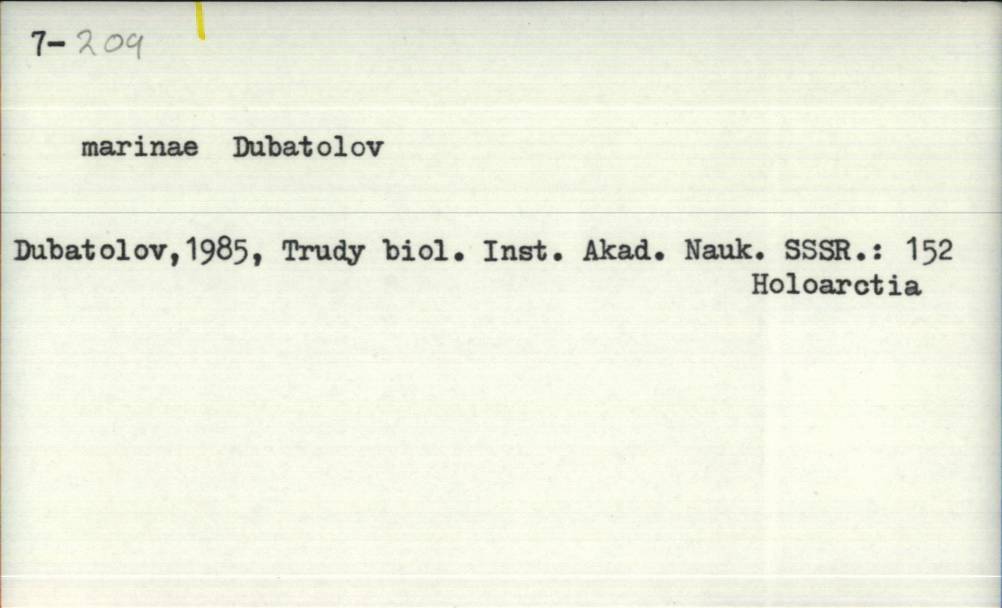 7-209
marinae Dubatolov
Dubatolov,1985, Trudy biol. Inst. Akad. Nauk. SSSR.: 152
Holoarctia